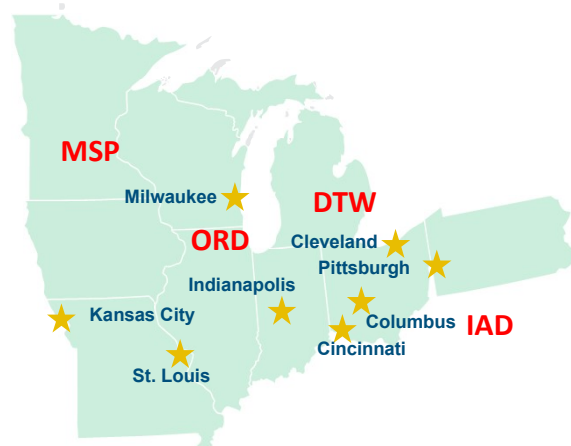 MSP
Milwaukee
DTW
ORD
Cleveland
Pittsburgh
Indianapolis
Kansas City
Columbus
IAD
Cincinnati
St. Louis